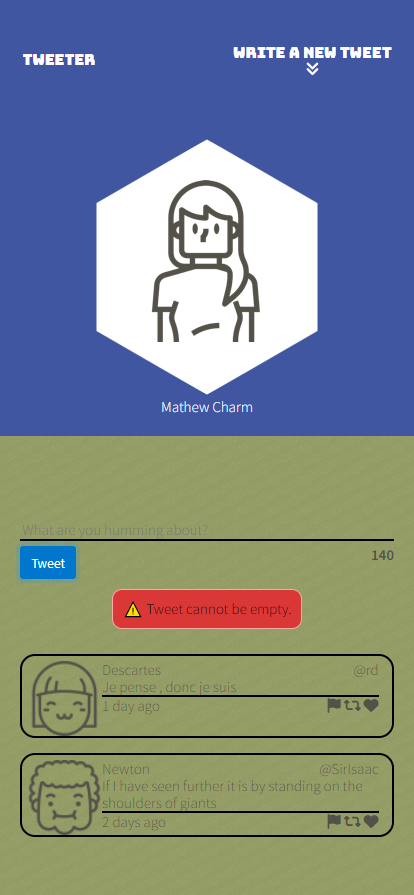 TWEETER
WRITE A NEW TWEET
Mathew Charm
What are you humming about?
Tweet
140
Tweet cannot be empty.
Descartes @rd
Je pense , donc je suis
1 day ago
Newton @SirIsaac
If I have seen further it is by standing on the
shoulders of giants
2 days ago